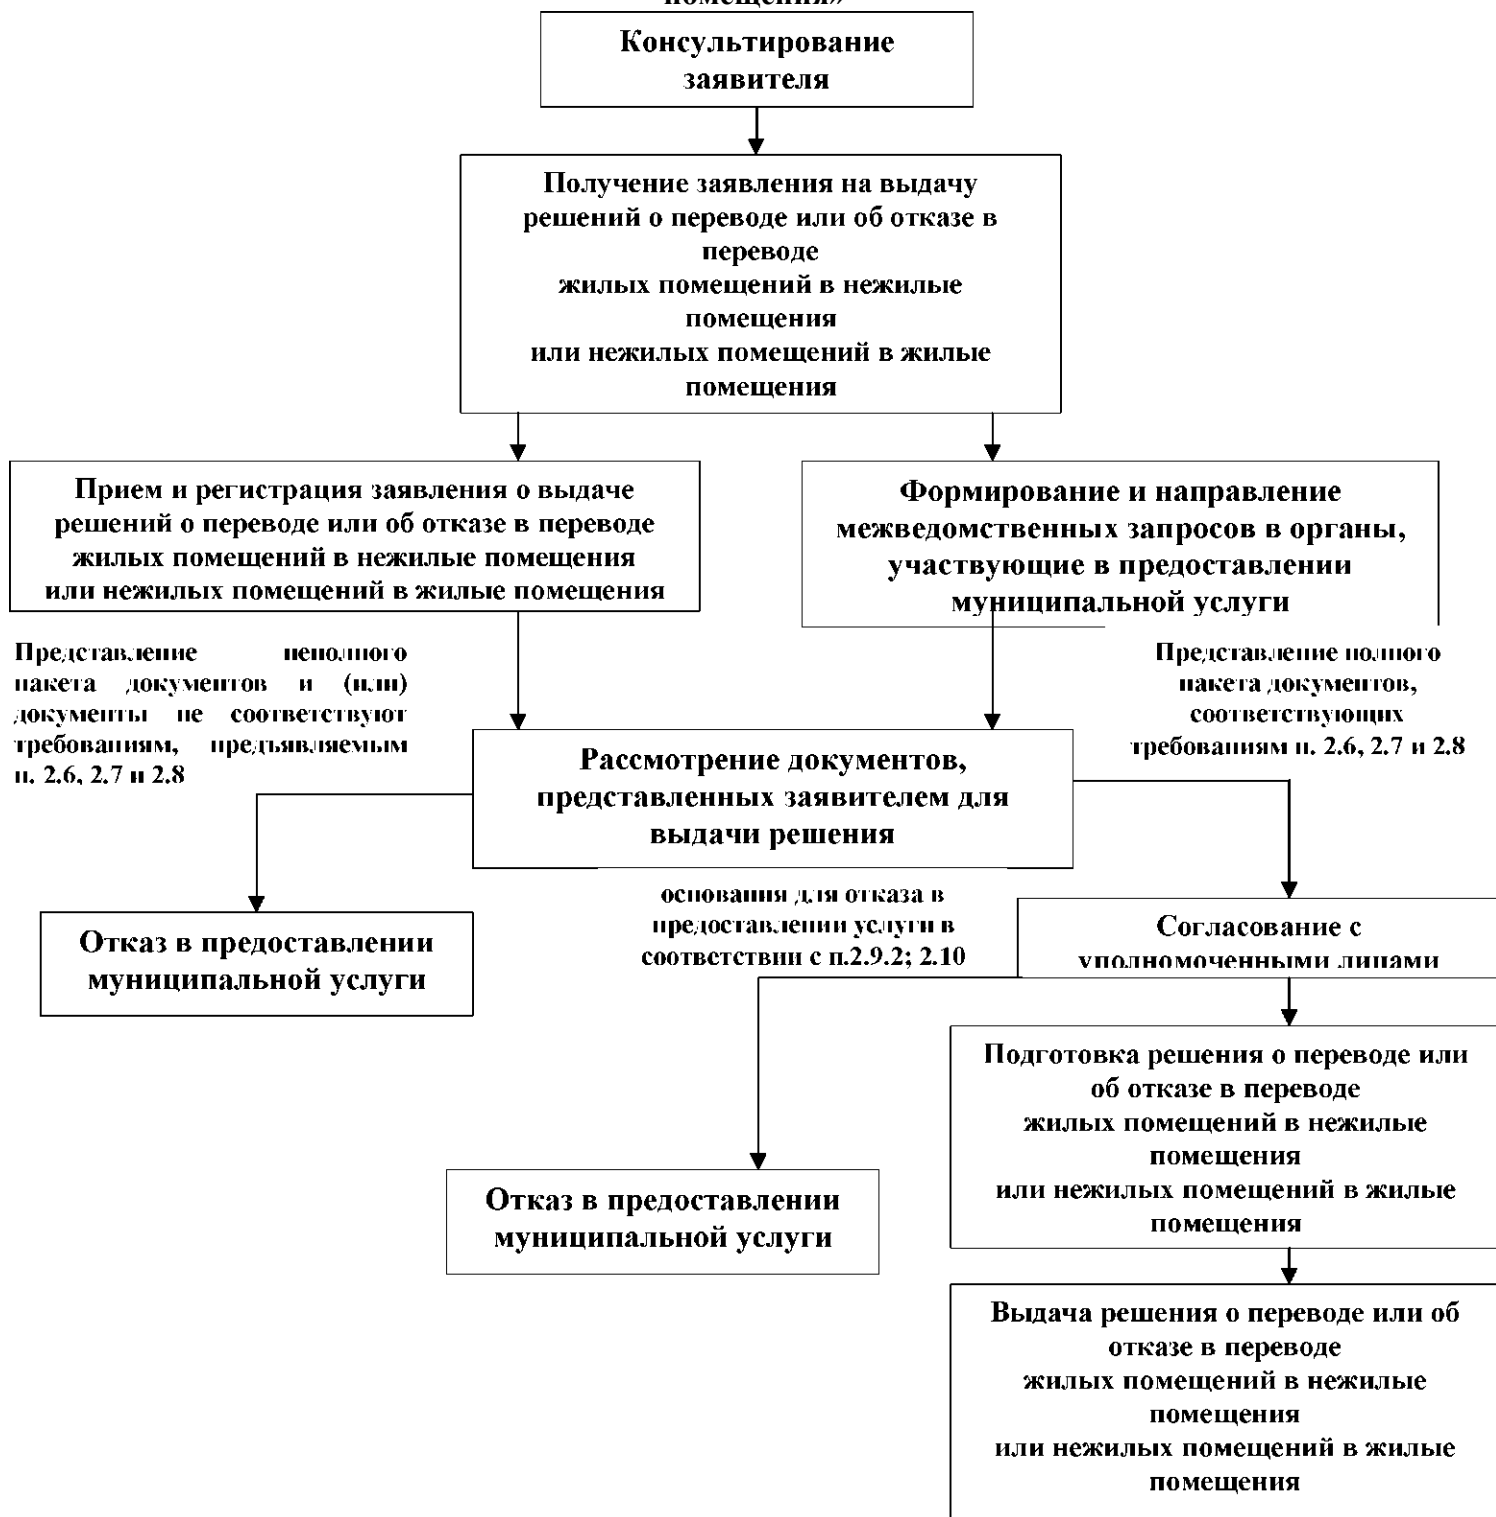 помещения»
Консультирование
заявителя
Получение заявления на выдачу
решений о переводе или об отказе в
переводе
жилых помещений в нежилые
помещения
или нежилых помещений в жилые
помещения
Прием и регистрация заявления о выдаче
решений о переводе или об отказе в переводе
жилых помещений в нежилые помещения
или нежилых помещений в жилые помещения
Формирование и направление
межведомственных запросов в органы,
участвующие в предоставлении
муниципальной услуги
Представление неполного
пакета документов и (или)
документы не соответствуют
требованиям, предъявляемым
п. 2.6, 2.7 и 2.8
Представление полного
пакета документов,
соответствующих
требованиям п. 2.6, 2.7 и 2.8
Рассмотрение документов,
представленных заявителем для
выдачи решения
Отказ в предоставлении
муниципальной услуги
основания для отказа в
предоставлении услуги в
соответствии с п.2.9.2; 2.10
Согласование с
уполномоченными лицами
Подготовка решения о переводе или
об отказе в переводе
жилых помещений в нежилые
помещения
или нежилых помещений в жилые
помещения
Отказ в предоставлении
муниципальной услуги
Выдача решения о переводе или об
отказе в переводе
жилых помещений в нежилые
помещения
или нежилых помещений в жилые
помещения